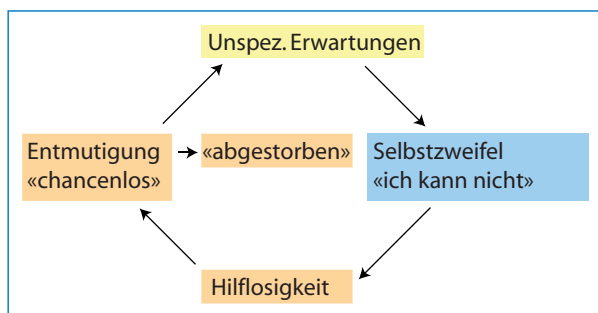 Unspez. Erwartungen
Entmutigung
«chancenlos»
«abgestorben»
Selbstzweifel
«ich kann nicht»
Hilflosigkeit